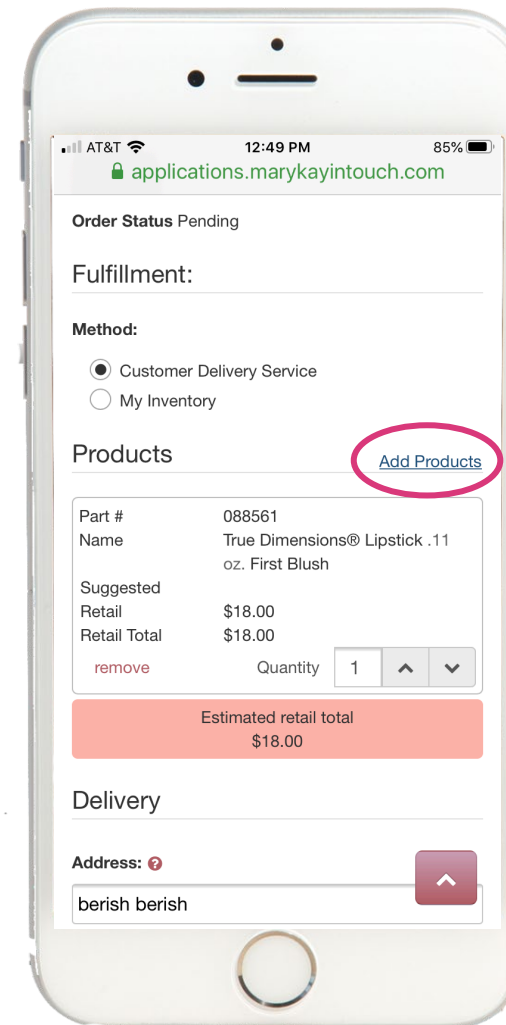 AT&T 12:49 PM 85%
applications.marykayintouch.com
Order Status Pending
Fulfillment:
Method:
Customer Delivery Service
My Inventory
Products Add Products
Part # 088561
Name True Dimensions® Lipstick .11
oz. First Blush
Suggested
Retail $18.00
Retail Total $18.00
remove Quantity 1
Estimated retail total
$18.00
Delivery
Address: ?
berish berish